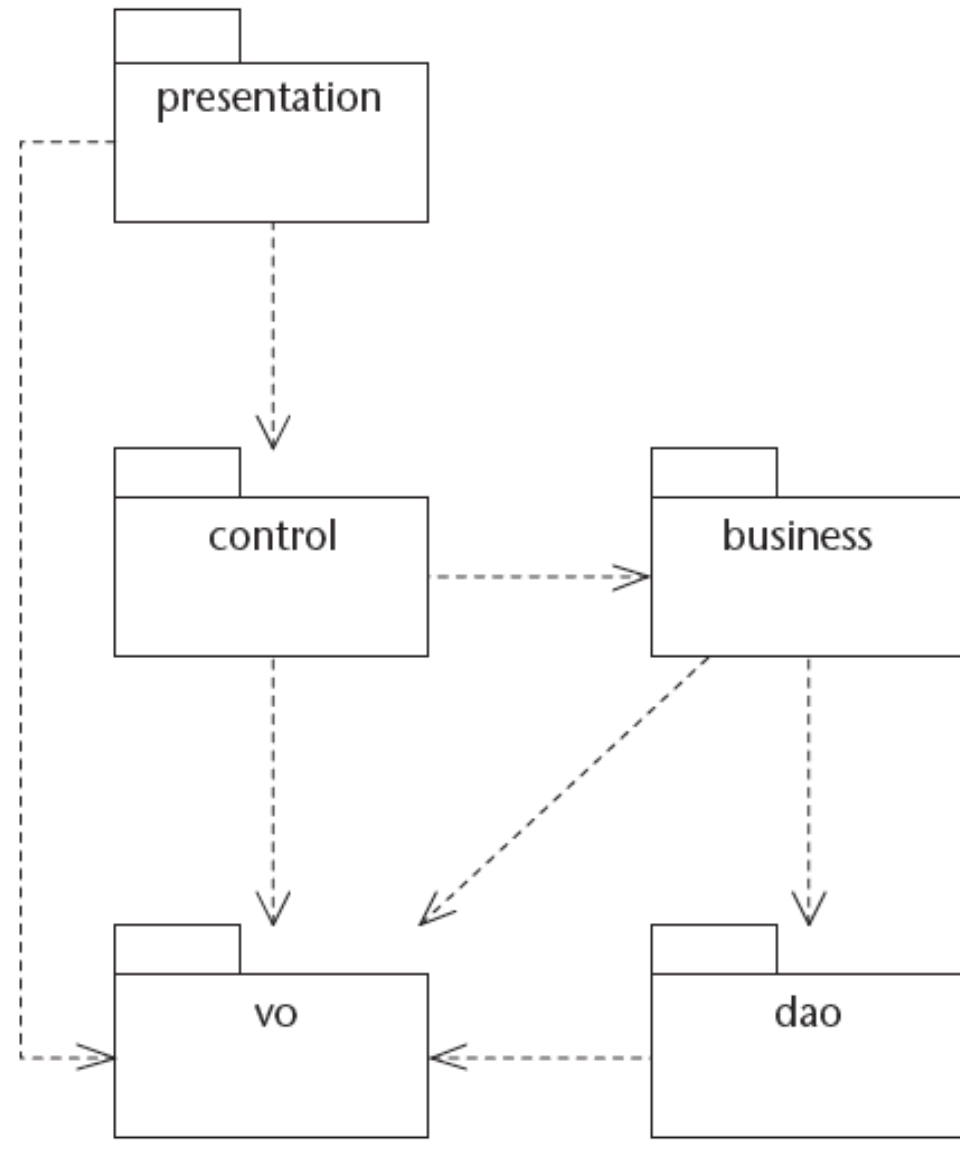 presentation
control
business
vo
dao